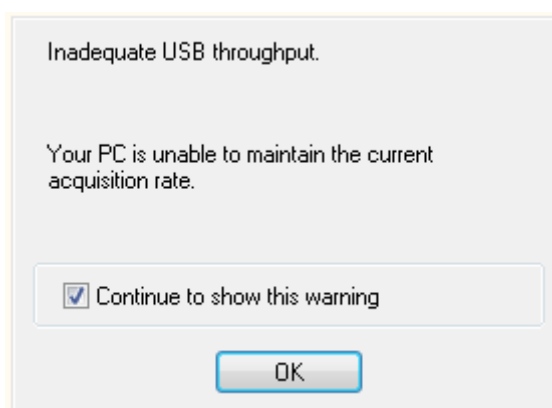 Inadequate USB throughput.
Your PC is unable to maintain the current
acquisition rate.
Continue to show this warning
OK